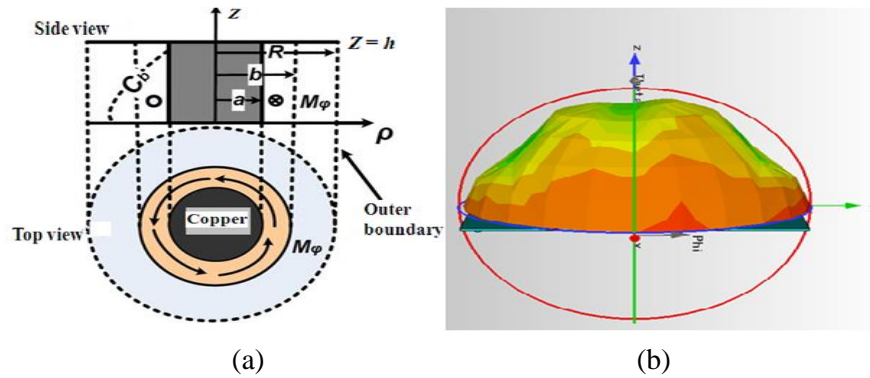 Side view
Z
Z = h
R
b
a
C_b
M_φ
ρ
Outer
boundary
Copper
Top view
M_φ
z
Phi
Y
(a)
(b)